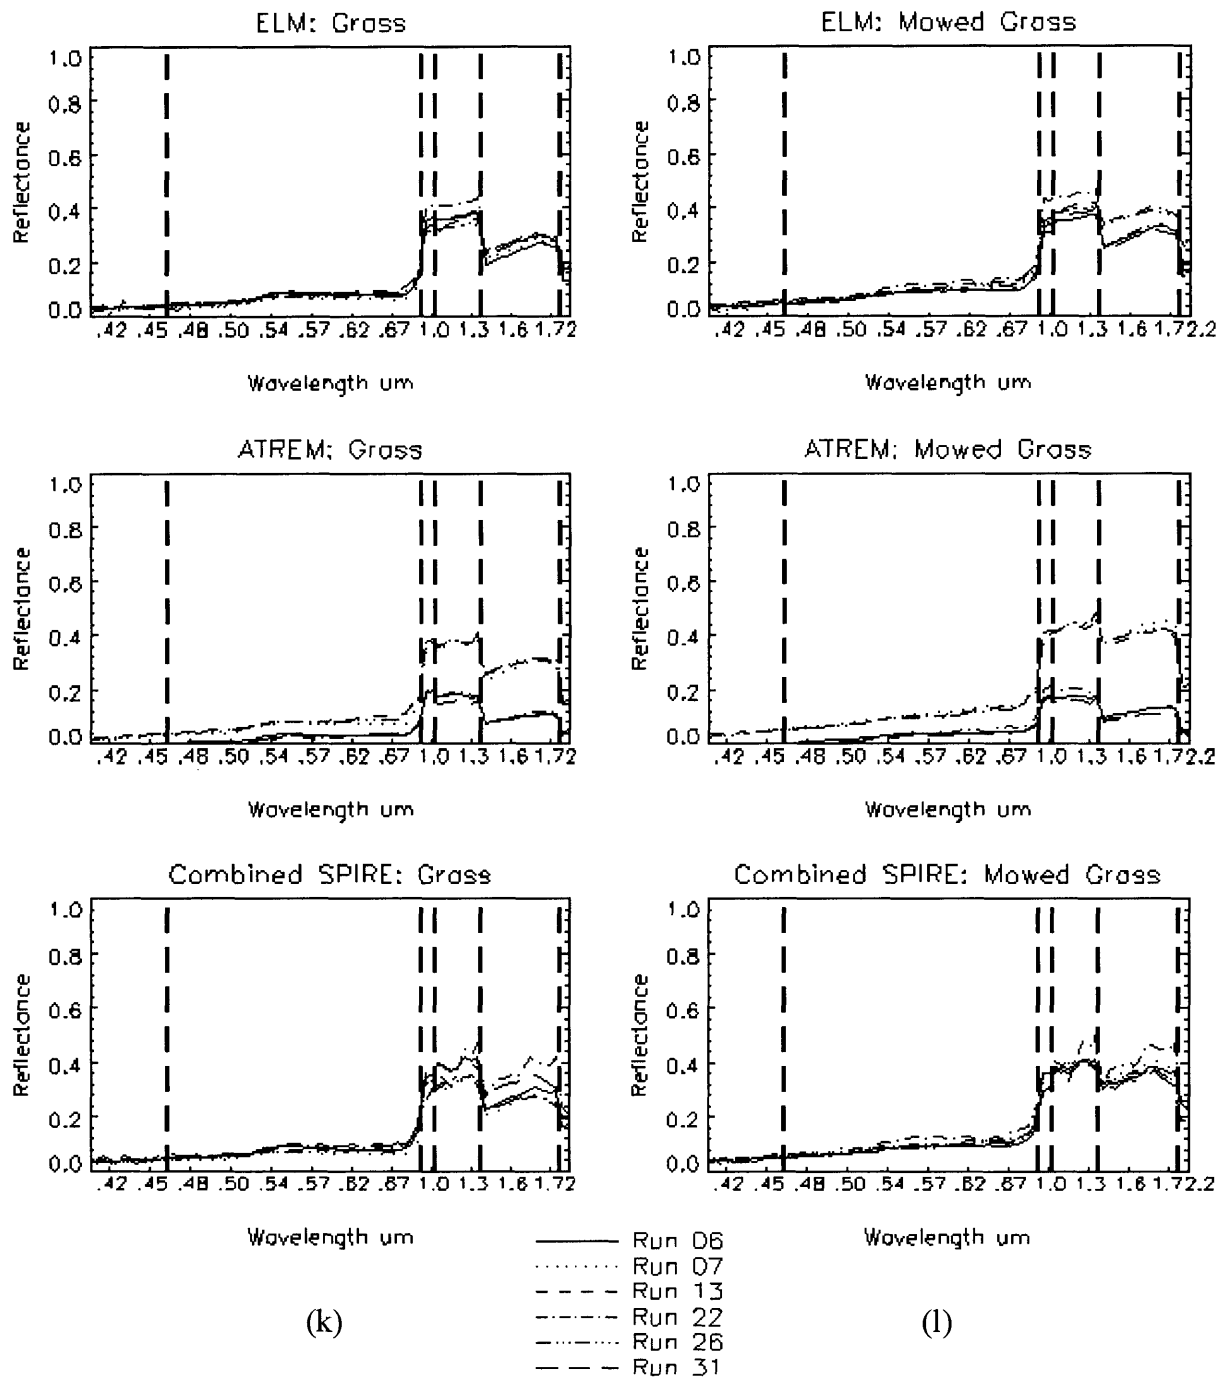 ELM: Grass
ELM: Mowed Grass
Reflectance
1.0
0.8
0.6
0.4
0.2
0.0
.42 .45 .48 .50 .54 .57 .62 .67 1.0 1.3 1.6 1.72
Wavelength um
Reflectance
1.0
0.8
0.6
0.4
0.2
0.0
.42 .45 .48 .50 .54 .57 .62 .67 1.0 1.3 1.6 1.72 2.2
Wavelength um
ATREM: Grass
ATREM: Mowed Grass
Reflectance
1.0
0.8
0.6
0.4
0.2
0.0
.42 .45 .48 .50 .54 .57 .62 .67 1.0 1.3 1.6 1.72
Wavelength um
Reflectance
1.0
0.8
0.6
0.4
0.2
0.0
.42 .45 .48 .50 .54 .57 .62 .67 1.0 1.3 1.6 1.72 2.2
Wavelength um
Combined SPIRE: Grass
Combined SPIRE: Mowed Grass
Reflectance
1.0
0.8
0.6
0.4
0.2
0.0
.42 .45 .48 .50 .54 .57 .62 .67 1.0 1.3 1.6 1.72
Wavelength um
Reflectance
1.0
0.8
0.6
0.4
0.2
0.0
.42 .45 .48 .50 .54 .57 .62 .67 1.0 1.3 1.6 1.72 2.2
Wavelength um
Run 06
Run 07
Run 13
Run 22
Run 26
Run 31
(k)
(l)